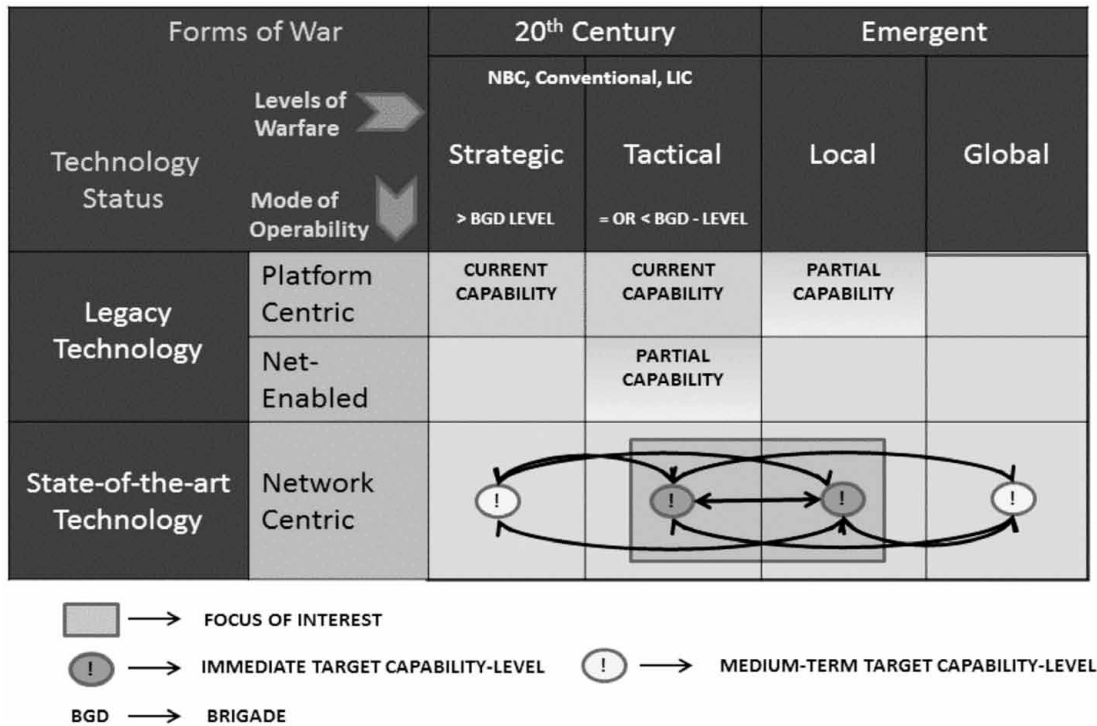 Forms of War
20th Century
Emergent
NBC, Conventional, LIC
Levels of
Warfare
Technology
Status
Mode of
Operability
Strategic
Tactical
Local
Global
> BGD LEVEL
= OR < BGD - LEVEL
Legacy
Technology
Platform
Centric
CURRENT
CAPABILITY
CURRENT
CAPABILITY
PARTIAL
CAPABILITY
Net-
Enabled
PARTIAL
CAPABILITY
State-of-the-art
Technology
Network
Centric
!
!
!
!
FOCUS OF INTEREST
! IMMEDIATE TARGET CAPABILITY-LEVEL
! MEDIUM-TERM TARGET CAPABILITY-LEVEL
BGD BRIGADE